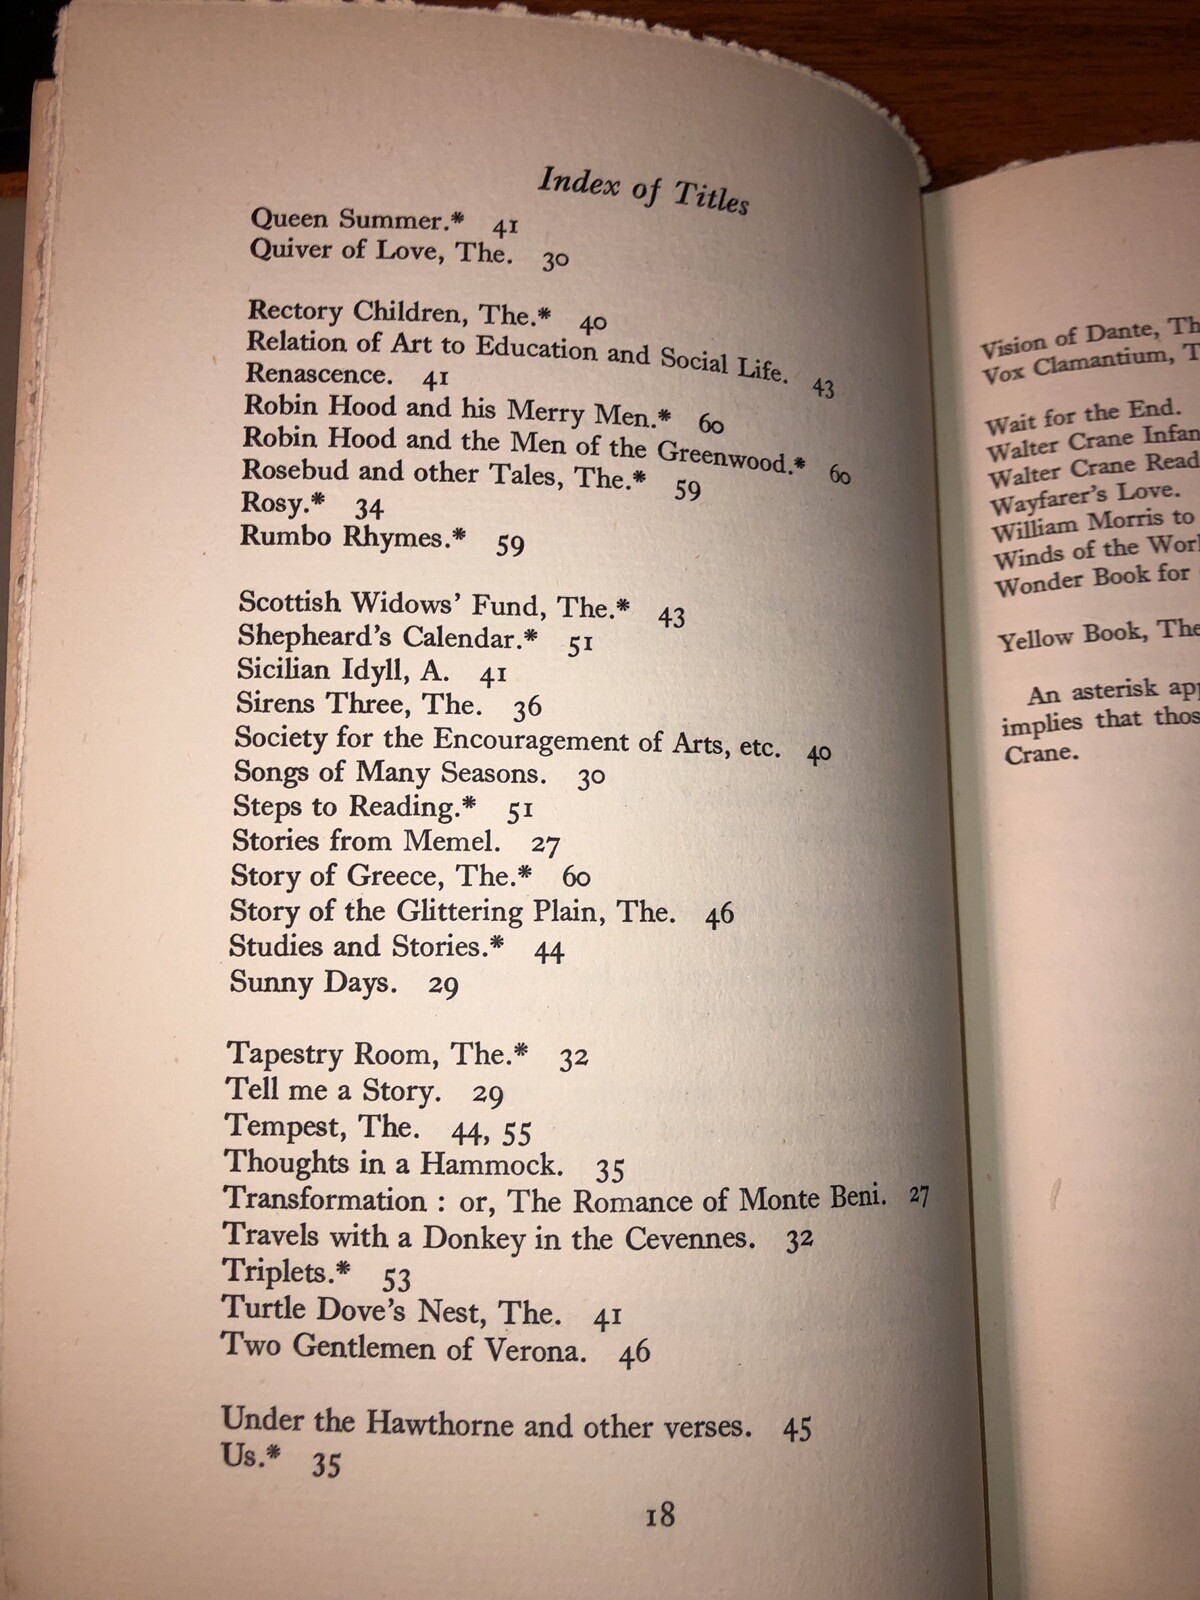 Index of Titles
Queen Summer.* 41
Quiver of Love, The. 30
Rectory Children, The.* 40
Relation of Art to Education and Social Life. 43
Renascence. 41
Robin Hood and his Merry Men.* 60
Robin Hood and the Men of the Greenwood.* 60
Rosebud and other Tales, The.* 59
Rosy.* 34
Rumbo Rhymes.* 59
Scottish Widows' Fund, The.* 43
Shepheard's Calendar.* 51
Sicilian Idyll, A. 41
Sirens Three, The. 36
Society for the Encouragement of Arts, etc. 40
Songs of Many Seasons. 30
Steps to Reading.* 51
Stories from Memel. 27
Story of Greece, The.* 60
Story of the Glittering Plain, The. 46
Studies and Stories.* 44
Sunny Days. 29
Tapestry Room, The.* 32
Tell me a Story. 29
Tempest, The. 44, 55
Thoughts in a Hammock. 35
Transformation : or, The Romance of Monte Beni. 27
Travels with a Donkey in the Cevennes. 32
Triplets.* 53
Turtle Dove's Nest, The. 41
Two Gentlemen of Verona. 46
Under the Hawthorne and other verses. 45
Us.* 35
18
Vision of Dante, Th
Vox Clamantium, T
Wait for the End.
Walter Crane Infan
Walter Crane Read
Wayfarer's Love.
William Morris to
Winds of the Worl
Wonder Book for
Yellow Book, The
An asterisk app
implies that thos
Crane.